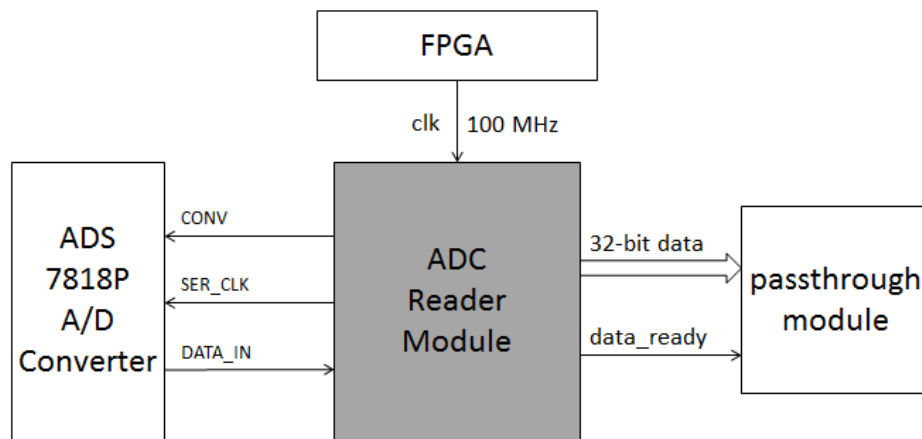 FPGA
clk 100 MHz
ADS
7818P
A/D
Converter
CONV
SER_CLK
DATA_IN
ADC
Reader
Module
32-bit data
data_ready
passthrough
module